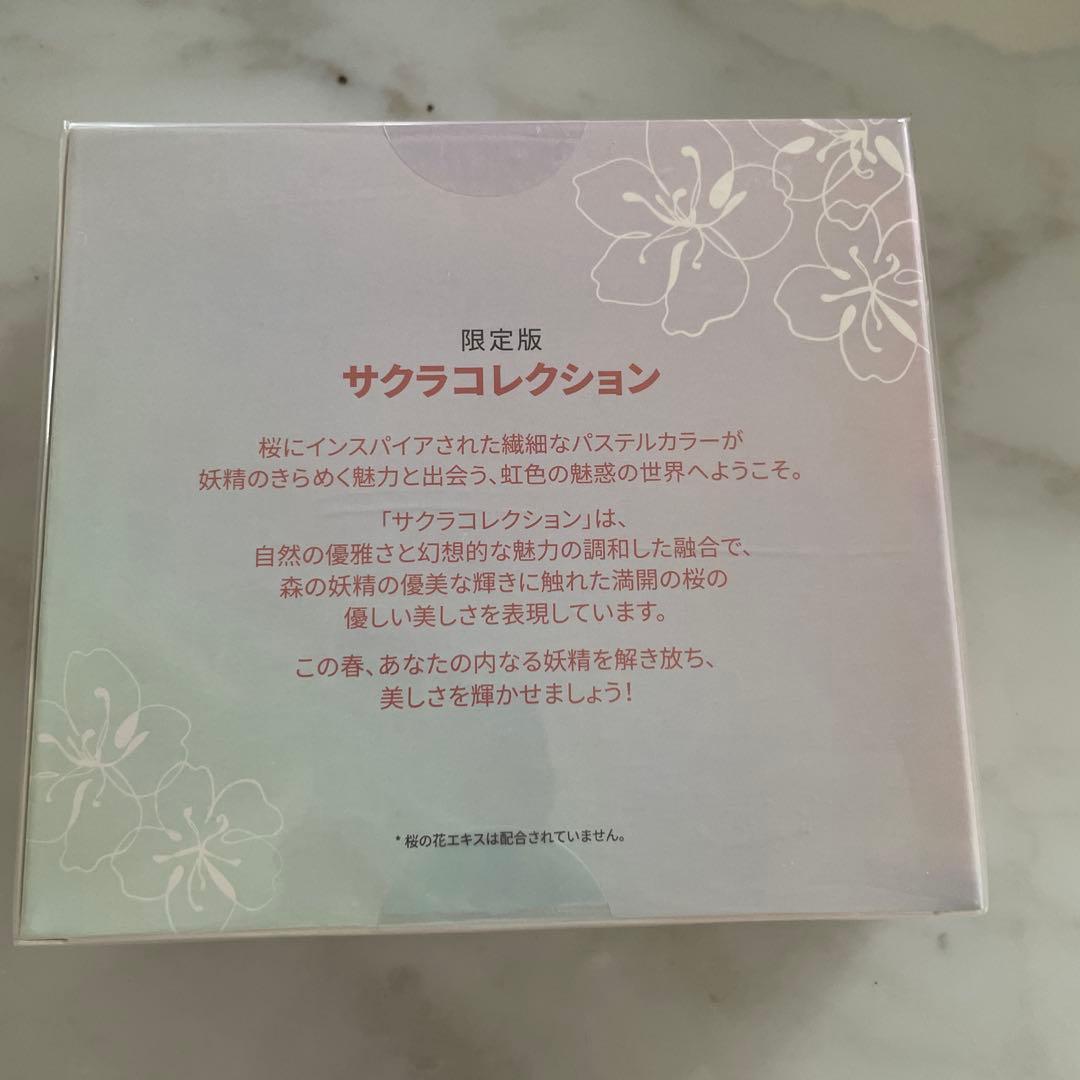 限定版
サクラコレクション
桜にインスパイアされた繊細なパステルカラーが
妖精のきらめく魅力と出会う、虹色の魅惑の世界へようこそ。
「サクラコレクション」は、
自然の優雅さと幻想的な魅力の調和した融合で、
森の妖精の優美な輝きに触れた満開の桜の
優しい美しさを表現しています。
この春、あなたの内なる妖精を解き放ち、
美しさを輝かせましょう！
* 桜の花エキスは配合されていません。